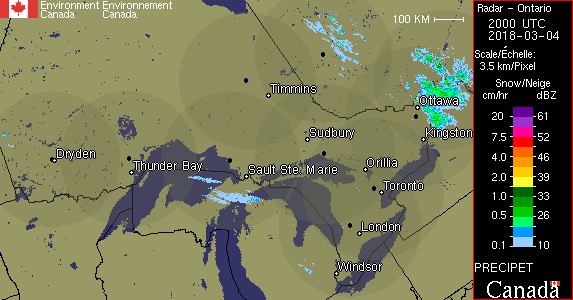 Environment Environnement
Canada Canada
100 KM
Timmins
Ottawa
Sudbury
Kingston
Dryden
Thunder Bay
Sault Ste. Marie
Orillia
Toronto
London
Windsor
Radar - Ontario
2000 UTC
2018-03-04
Scale/Échelle:
3.5 km/Pixel
Snow/Neige
cm/hr dBZ
20 61
7.5 57
5.5 52
4.0 46
2.0 39
1.0 33
0.5 26
0.1 10
PRECIPET
Canada